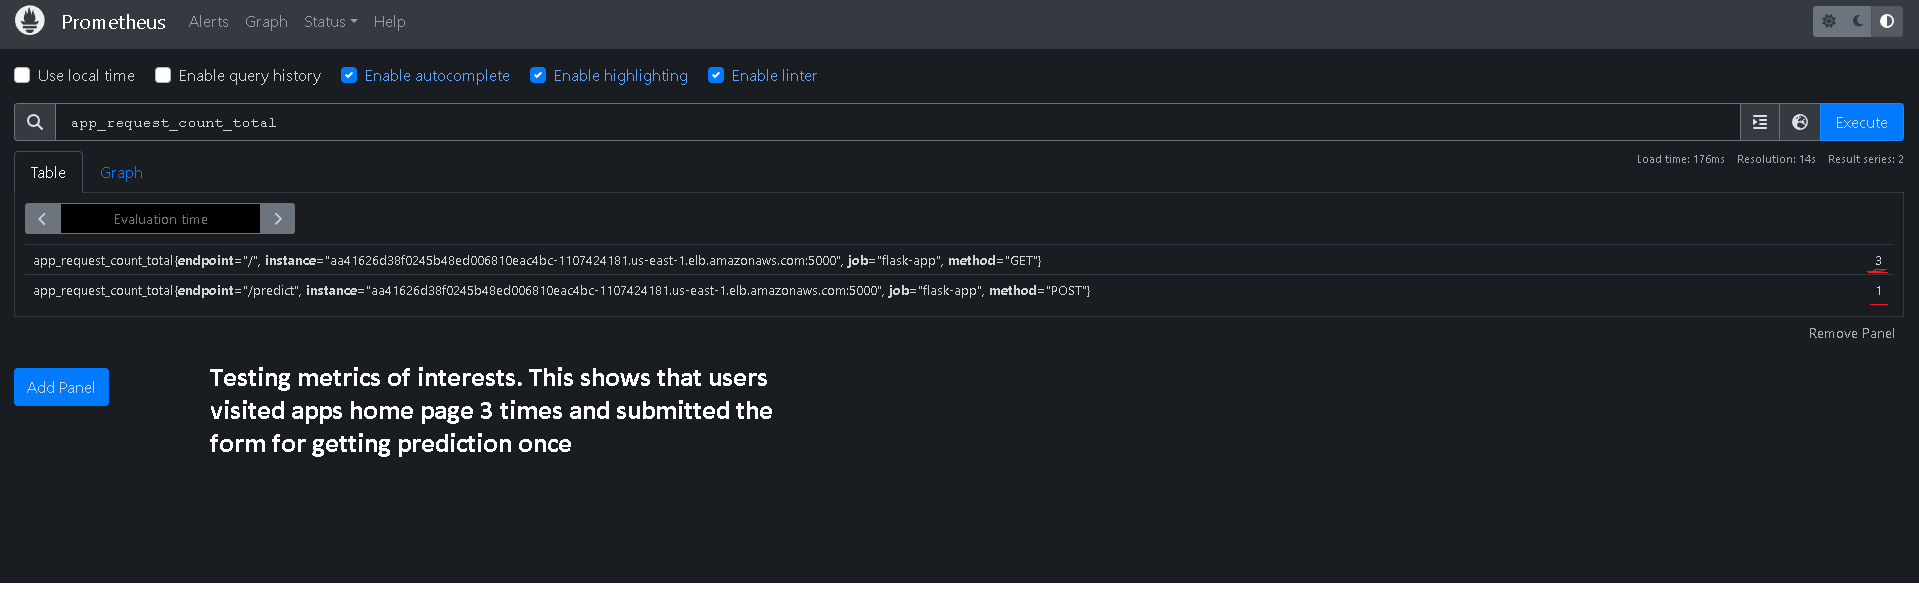 Prometheus Alerts Graph Status Help
Use local time Enable query history Enable autocomplete Enable highlighting Enable linter
app_request_count_total Execute
Load time: 176ms Resolution: 14s Result series: 2
Table Graph
Evaluation time
app_request_count_total{endpoint="/", instance="aa41626d38f0245b48ed006810eac4bc-1107424181.us-east-1.elb.amazonaws.com:5000", job="flask-app", method="GET"} 3
app_request_count_total{endpoint="/predict", instance="aa41626d38f0245b48ed006810eac4bc-1107424181.us-east-1.elb.amazonaws.com:5000", job="flask-app", method="POST"} 1
Remove Panel
Add Panel
Testing metrics of interests. This shows that users
visited apps home page 3 times and submitted the
form for getting prediction once